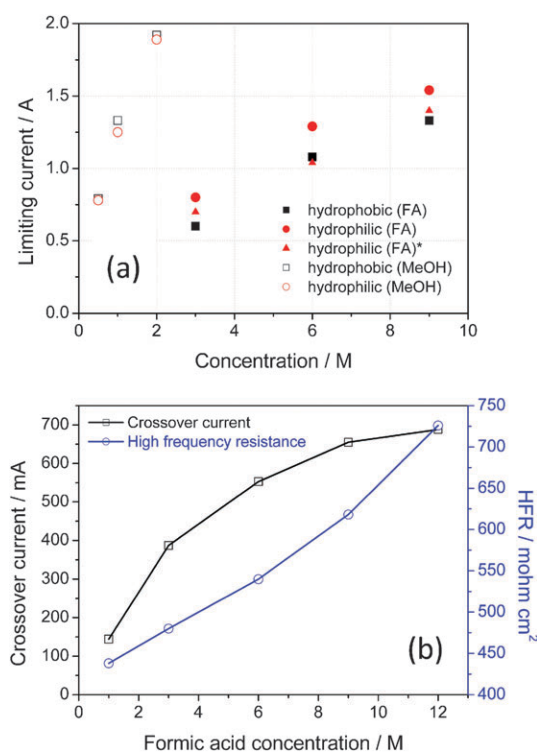 2.0
1.5
1.0
0.5
0.0
Limiting current / A
hydrophobic (FA)
hydrophilic (FA)
hydrophilic (FA)*
hydrophobic (MeOH)
hydrophilic (MeOH)
(a)
0 2 4 6 8 10
Concentration / M
700
600
500
400
300
200
100
0
Crossover current / mA
Crossover current
High frequency resistance
750
700
650
600
550
500
450
400
HFR / mohm cm²
(b)
0 2 4 6 8 10 12
Formic acid concentration / M